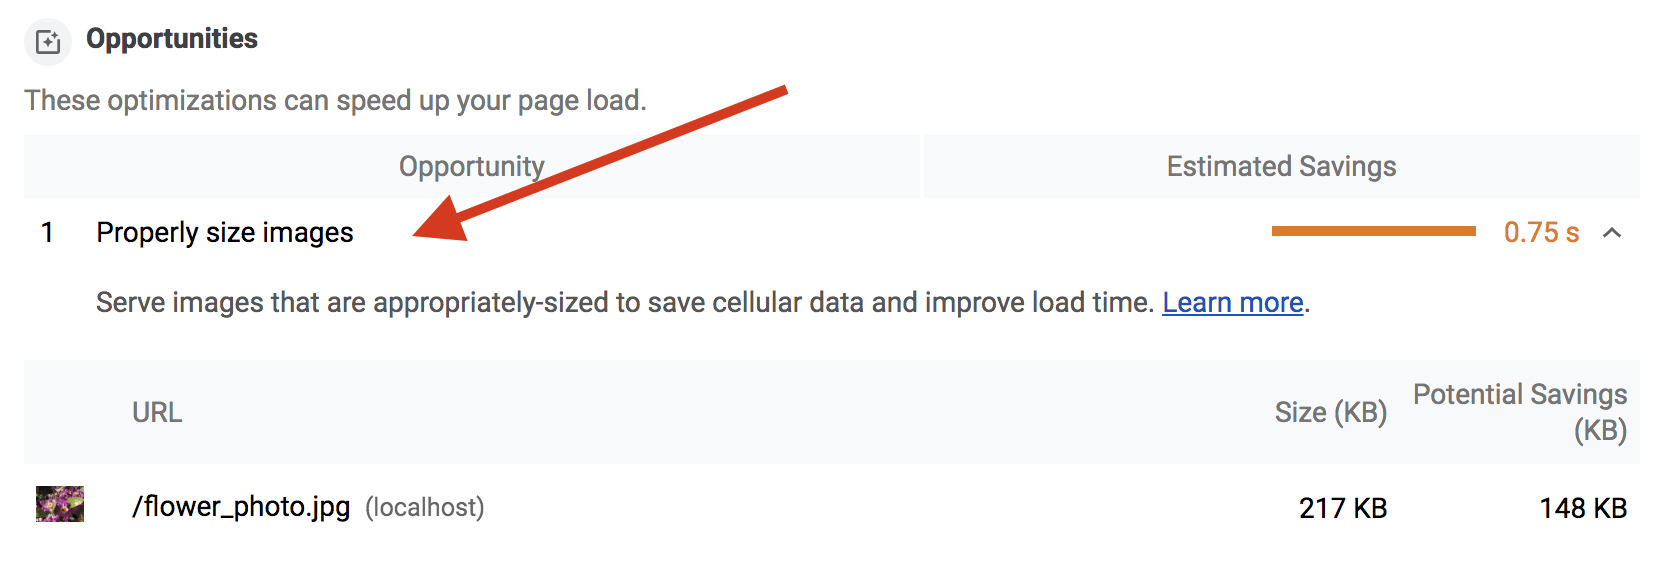 Opportunities
These optimizations can speed up your page load.
Opportunity Estimated Savings
1 Properly size images 0.75 s
Serve images that are appropriately-sized to save cellular data and improve load time. Learn more.
URL Size (KB) Potential Savings (KB)
/flower_photo.jpg (localhost) 217 KB 148 KB